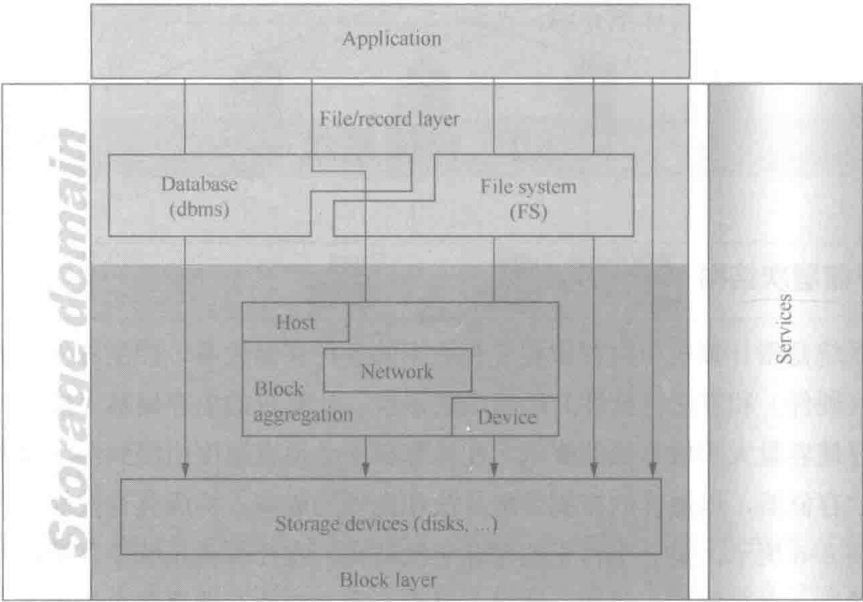 Application
Storage domain
File/record layer
Database
(dbms)
File system
(FS)
Host
Network
Block
aggregation
Device
Storage devices (disks, ...)
Block layer
Services